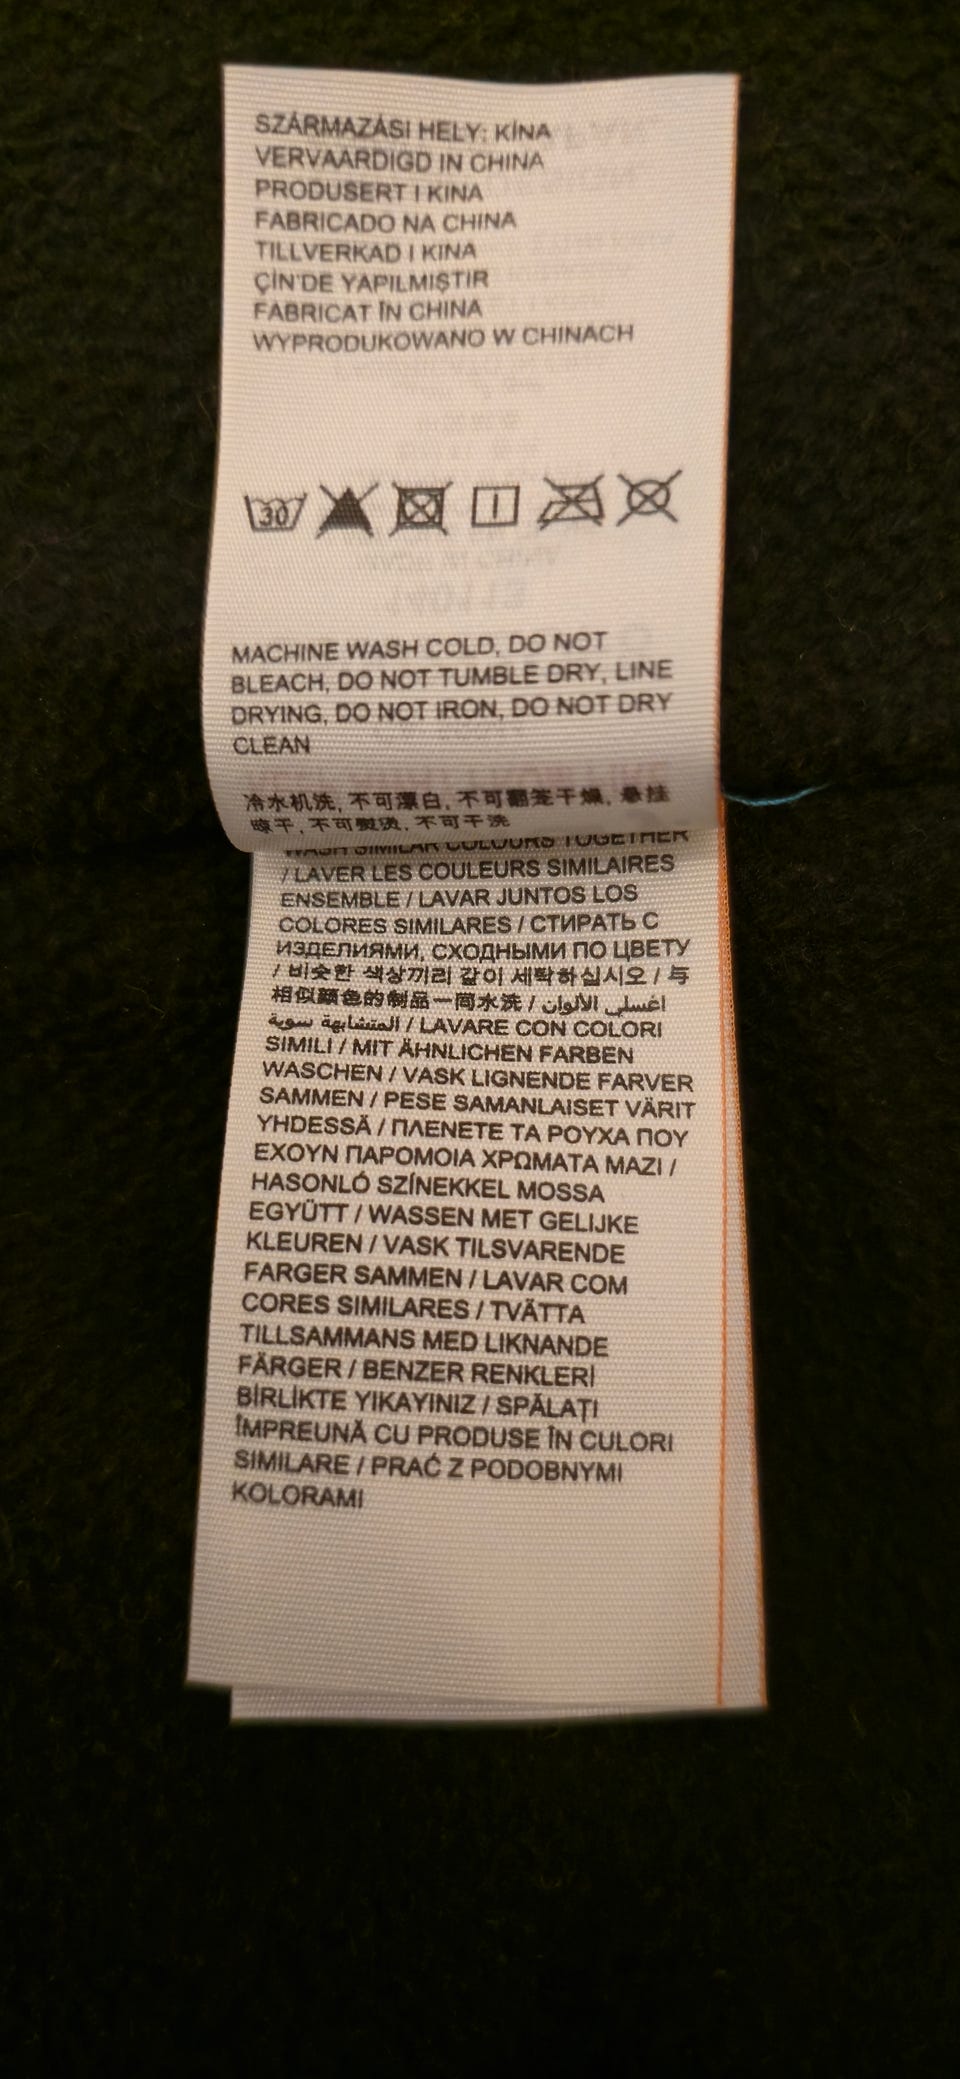 SZÁRMAZÁSI HELY: KÍNA
VERVAARDIGD IN CHINA
PRODUSERT I KINA
FABRICADO NA CHINA
TILLVERKAD I KINA
ÇİN'DE YAPILMIŞTIR
FABRICAT ÎN CHINA
WYPRODUKOWANO W CHINACH
30
MACHINE WASH COLD, DO NOT
BLEACH, DO NOT TUMBLE DRY, LINE
DRYING, DO NOT IRON, DO NOT DRY
CLEAN
冷水机洗, 不可漂白, 不可翻笼干燥, 悬挂
晾干, 不可熨烫, 不可干洗
WASH SIMILAR COLOURS TOGETHER
/ LAVER LES COULEURS SIMILAIRES
ENSEMBLE / LAVAR JUNTOS LOS
COLORES SIMILARES / СТИРАТЬ С
ИЗДЕЛИЯМИ, СХОДНЫМИ ПО ЦВЕТУ
/ 비슷한 색상끼리 같이 세탁하십시오 / 与
相似颜色的制品一同水洗 / اغسلي الألوان
المتشابهة سوية / LAVARE CON COLORI
SIMILI / MIT ÄHNLICHEN FARBEN
WASCHEN / VASK LIGNENDE FARVER
SAMMEN / PESE SAMANLAISET VÄRIT
YHDESSÄ / ΠΛΕΝΕΤΕ ΤΑ ΡΟΥΧΑ ΠΟΥ
ΕΧΟΥΝ ΠΑΡΟΜΟΙΑ ΧΡΩΜΑΤΑ ΜΑΖΙ /
HASONLÓ SZÍNEKKEL MOSSA
EGYÜTT / WASSEN MET GELIJKE
KLEUREN / VASK TILSVARENDE
FARGER SAMMEN / LAVAR COM
CORES SIMILARES / TVÄTTA
TILLSAMMANS MED LIKNANDE
FÄRGER / BENZER RENKLERİ
BİRLİKTE YIKAYINIZ / SPĂLAȚI
ÎMPREUNĂ CU PRODUSE ÎN CULORI
SIMILARE / PRAĆ Z PODOBNYMI
KOLORAMI